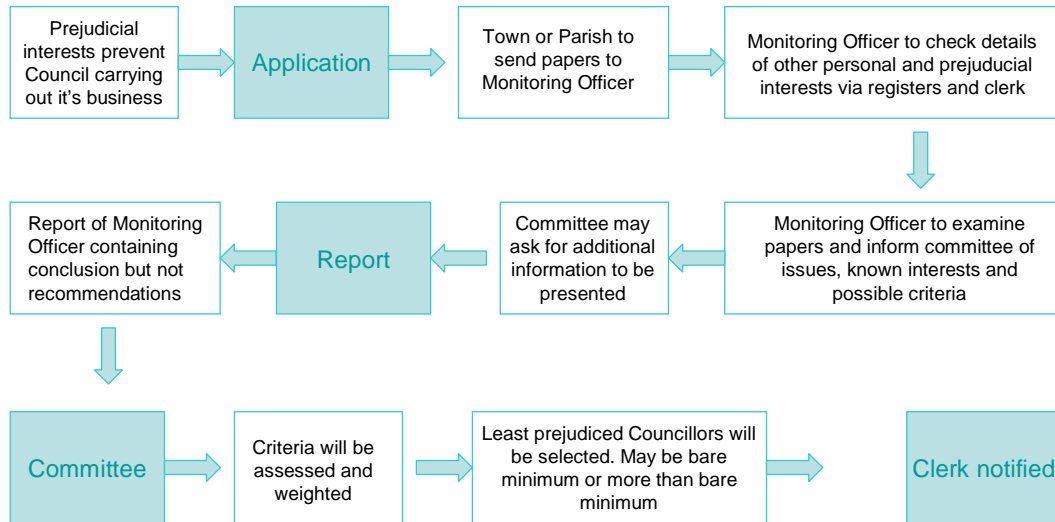 Prejudicial
interests prevent
Council carrying
out it's business
Application
Town or Parish to
send papers to
Monitoring Officer
Monitoring Officer to check details
of other personal and prejuducial
interests via registers and clerk
Report of Monitoring
Officer containing
conclusion but not
recommendations
Report
Committee may
ask for additional
information to be
presented
Monitoring Officer to examine
papers and inform committee of
issues, known interests and
possible criteria
Committee
Criteria will be
assessed and
weighted
Least prejudiced Councillors will
be selected. May be bare
minimum or more than bare
minimum
Clerk notified